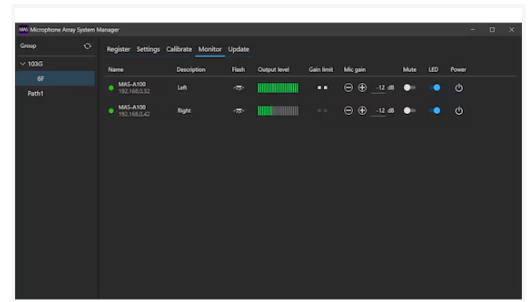 MAS Microphone Array System Manager
Group
Register Settings Calibrate Monitor Update
103G
6F
Path1
Name Description Flash Output level Gain limit Mic gain Mute LED Power
MAS-A100 Left -12 dB
192.168.0.32
MAS-A100 Right -12 dB
192.168.0.42